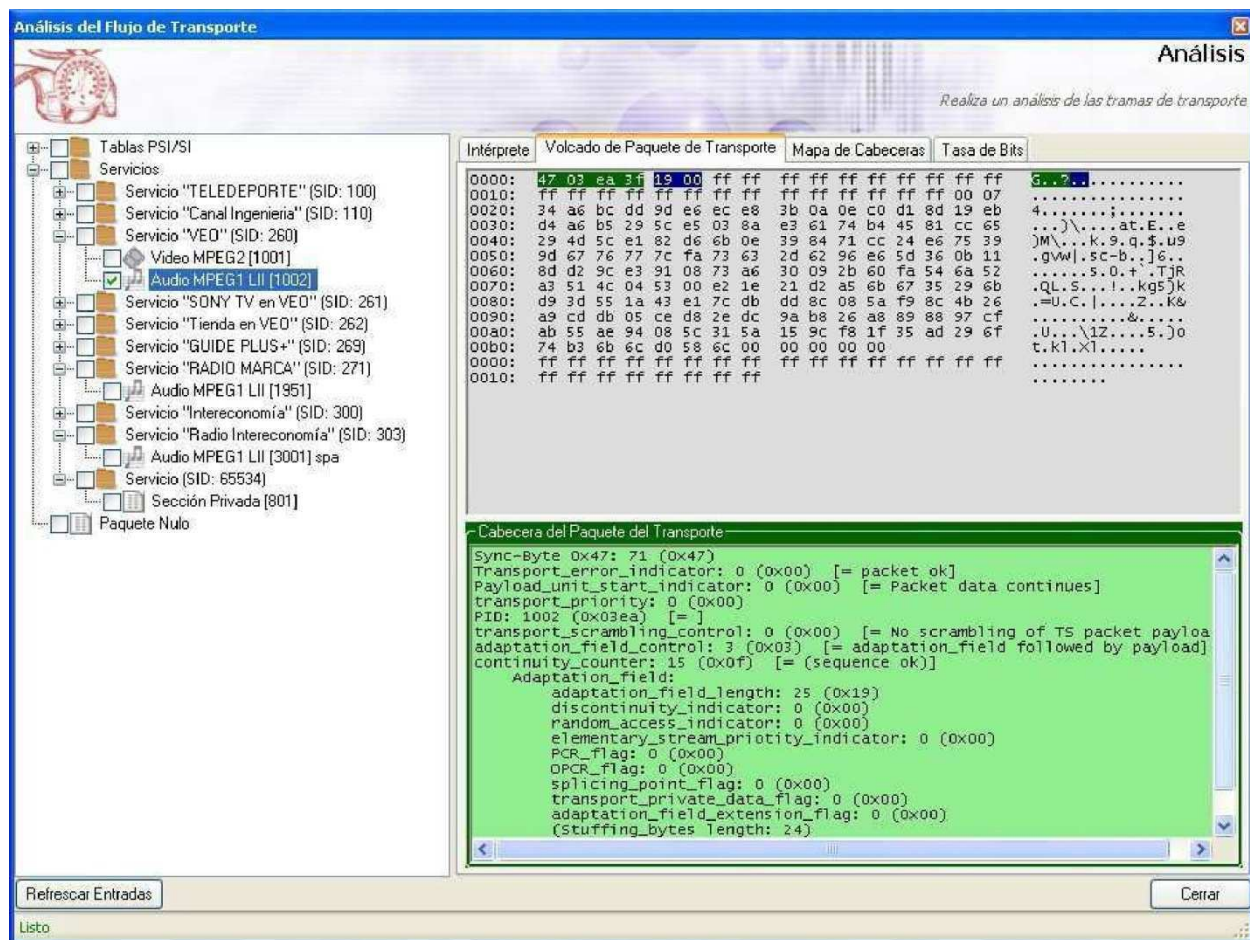 Análisis del Flujo de Transporte
Análisis
Realiza un análisis de las tramas de transporte
Tablas PSI/SI
Servicios
Servicio "TELEDEPORTE" (SID: 100)
Servicio "Canal Ingenieria" (SID: 110)
Servicio "VEO" (SID: 260)
Video MPEG2 [1001]
Audio MPEG1 LII [1002]
Servicio "SONY TV en VEO" (SID: 261)
Servicio "Tienda en VEO" (SID: 262)
Servicio "GUIDE PLUS+" (SID: 269)
Servicio "RADIO MARCA" (SID: 271)
Audio MPEG1 LII [1951]
Servicio "Intereconomía" (SID: 300)
Servicio "Radio Intereconomía" (SID: 303)
Audio MPEG1 LII [3001] spa
Servicio (SID: 65534)
Sección Privada [801]
Paquete Nulo
Intérprete Volcado de Paquete de Transporte Mapa de Cabeceras Tasa de Bits
0000: 47 03 ea 3f 19 00 ff ff ff ff ff ff ff ff ff ff G..?............
0010: ff ff ff ff ff ff ff ff ff ff ff ff ff ff 00 07 ................
0020: 34 a6 bc dd 9d e6 ec e8 3b 0a 0e c0 d1 8d 19 eb 4.......;.......
0030: d4 a6 b5 29 5c e5 03 8a e3 61 74 b4 45 81 cc 65 ...)\....at.E..e
0040: 29 4d 5c e1 82 d6 6b 0e 39 84 71 cc 24 e6 75 39 )M\...k.9.q.$.u9
0050: 9d 67 76 77 7c fa 73 63 2d 62 96 e6 5d 36 0b 11 .gvw|.sc-b..]6..
0060: 8d d2 9c e3 91 08 73 a6 30 09 2b 60 fa 54 6a 52 ......s.0.+`.TjR
0070: a3 51 4c 04 53 00 e2 1e 21 d2 a5 6b 67 35 29 6b .QL.S...!..kg5)k
0080: d9 3d 55 1a 43 e1 7c db dd 8c 08 5a f9 8c 4b 26 .=U.C.|....Z..K&
0090: a9 cd db 05 ce d8 2e dc 9a b8 26 a8 89 88 97 cf ..........&.....
00a0: ab 55 ae 94 08 5c 31 5a 15 9c f8 1f 35 ad 29 6f .U...\1Z....5.)o
00b0: 74 b3 6b 6c d0 58 6c 00 00 00 00 00 t.kl.Xl.....
0000: ff ff ff ff ff ff ff ff ff ff ff ff ff ff ff ff ................
0010: ff ff ff ff ff ff ff ff ........
Cabecera del Paquete del Transporte
Sync-Byte 0x47: 71 (0x47)
Transport_error_indicator: 0 (0x00) [= packet ok]
Payload_unit_start_indicator: 0 (0x00) [= Packet data continues]
transport_priority: 0 (0x00)
PID: 1002 (0x03ea) [= ]
transport_scrambling_control: 0 (0x00) [= No scrambling of TS packet payloa
adaptation_field_control: 3 (0x03) [= adaptation_field followed by payload]
continuity_counter: 15 (0x0f) [= (sequence ok)]
Adaptation_field:
adaptation_field_length: 25 (0x19)
discontinuity_indicator: 0 (0x00)
random_access_indicator: 0 (0x00)
elementary_stream_priotity_indicator: 0 (0x00)
PCR_flag: 0 (0x00)
OPCR_flag: 0 (0x00)
splicing_point_flag: 0 (0x00)
transport_private_data_flag: 0 (0x00)
adaptation_field_extension_flag: 0 (0x00)
(Stuffing_bytes length: 24)
Refrescar Entradas
Cerrar
Listo